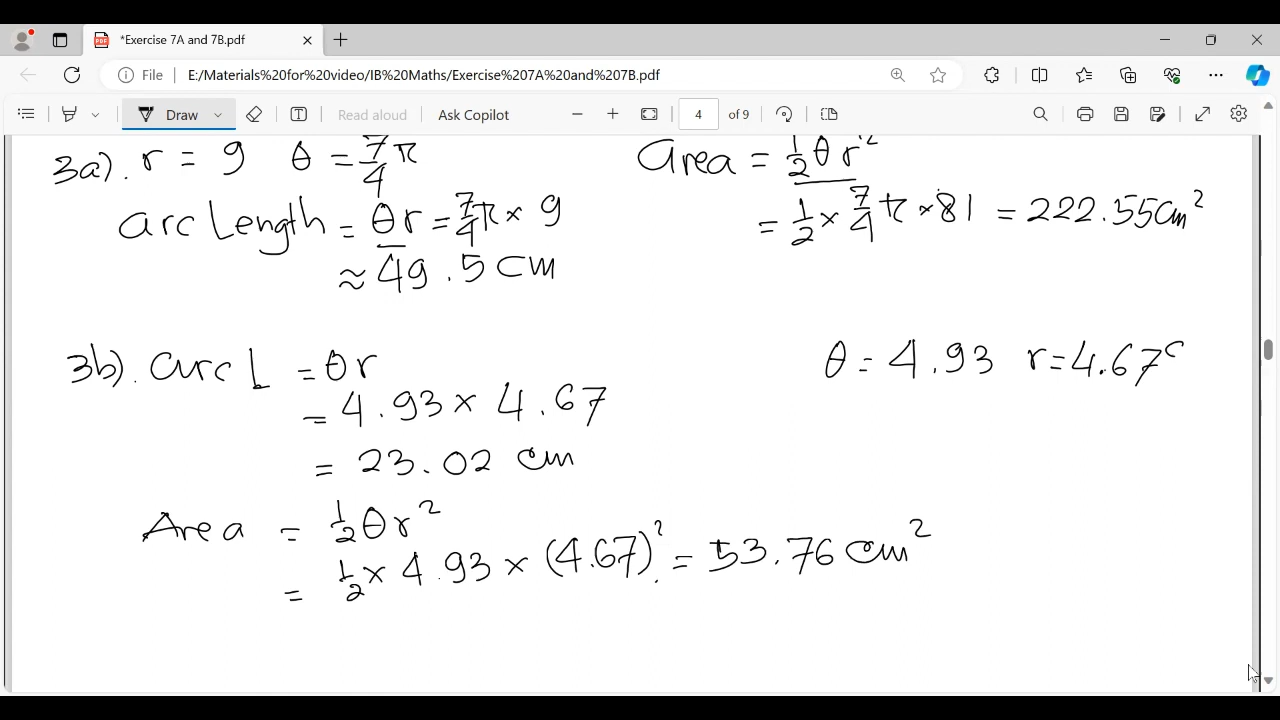 *Exercise 7A and 7B.pdf
File E:/Materials%20for%20video/IB%20Maths/Exercise%207A%20and%207B.pdf
Draw Read aloud Ask Copilot 4 of 9
3a). r = 9 θ = 7/4 π
Arc Length = θr = 7/4 π × 9
≈ 49.5 cm
Area = 1/2 θ r²
= 1/2 × 7/4 π × 81 = 222.55 cm²
3b). Arc L = θr
= 4.93 × 4.67
= 23.02 cm
θ = 4.93 r = 4.67c
Area = 1/2 θr²
= 1/2 × 4.93 × (4.67)² = 53.76 cm²